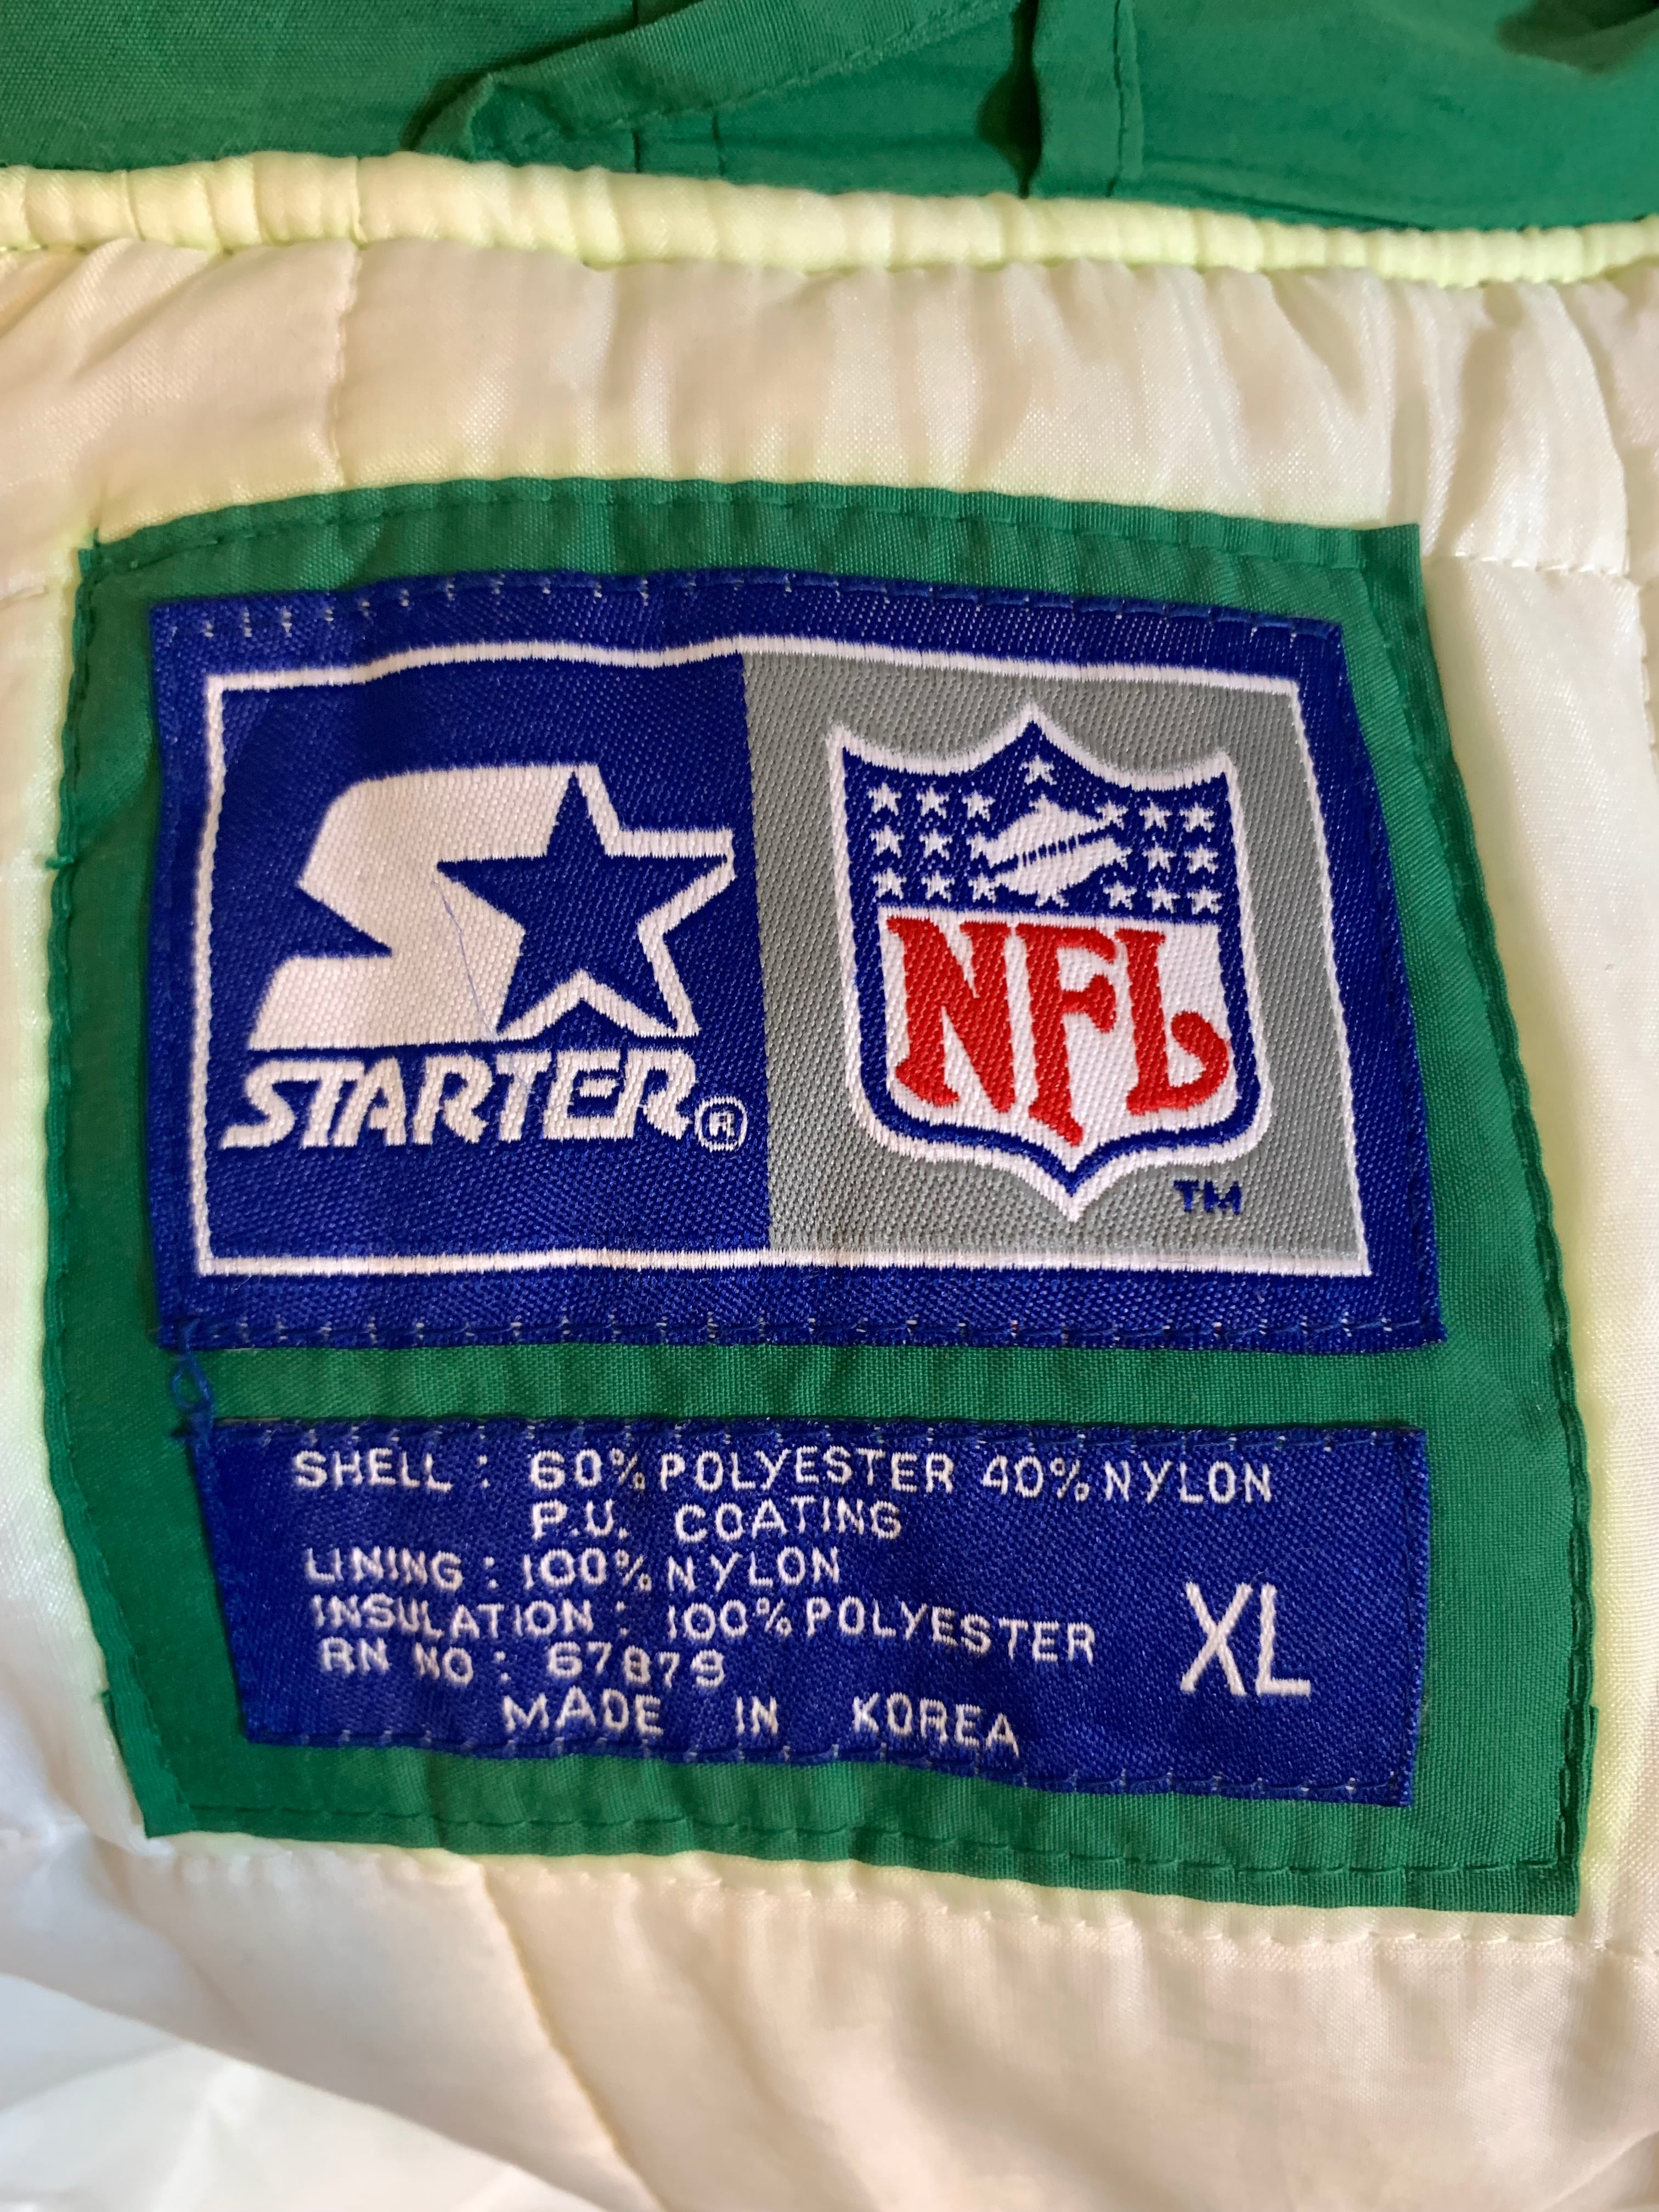 STARTER®
NFL
TM
SHELL : 60% POLYESTER 40% NYLON
P.U. COATING
LINING : 100% NYLON
INSULATION : 100% POLYESTER
RN NO : 67879
MADE IN KOREA
XL